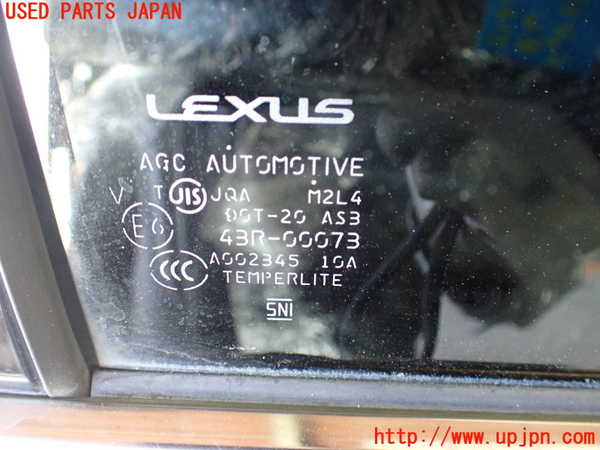 USED PARTS JAPAN
LEXUS
AGC AUTOMOTIVE
V T JIS JQA M2L4
DOT-20 AS3
E6 43R-00073
CCC A002345 10A
TEMPERLITE
SNI
http://www.upjpn.com/